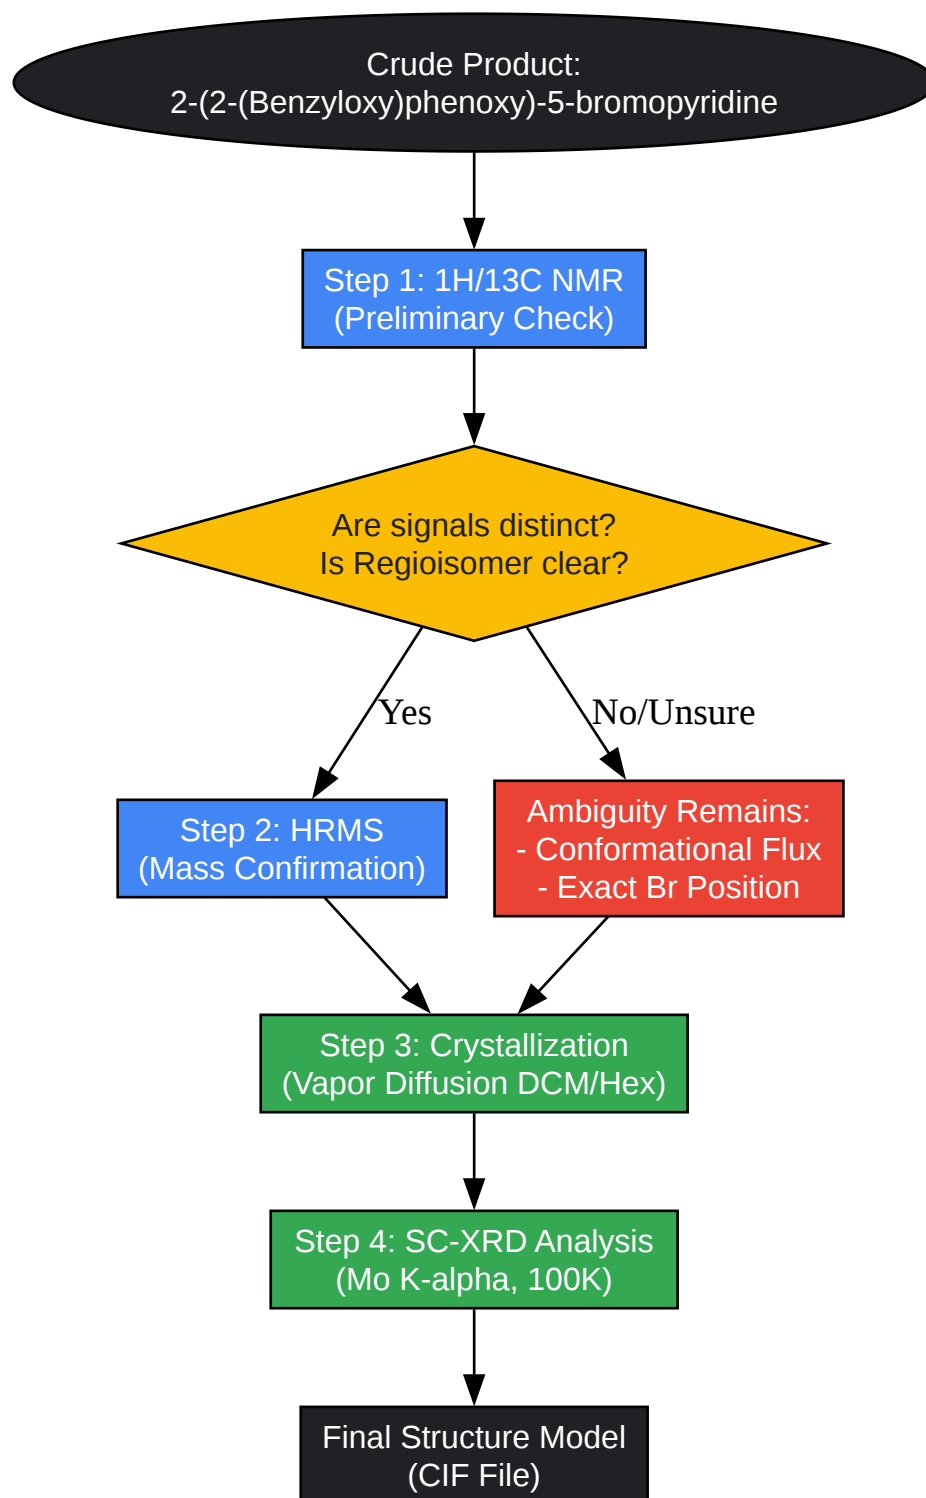 Crude Product:
2-(2-(Benzyloxy)phenoxy)-5-bromopyridine
Step 1: 1H/13C NMR
(Preliminary Check)
Are signals distinct?
Is Regioisomer clear?
Yes
No/Unsure
Step 2: HRMS
(Mass Confirmation)
Ambiguity Remains:
- Conformational Flux
- Exact Br Position
Step 3: Crystallization
(Vapor Diffusion DCM/Hex)
Step 4: SC-XRD Analysis
(Mo K-alpha, 100K)
Final Structure Model
(CIF File)